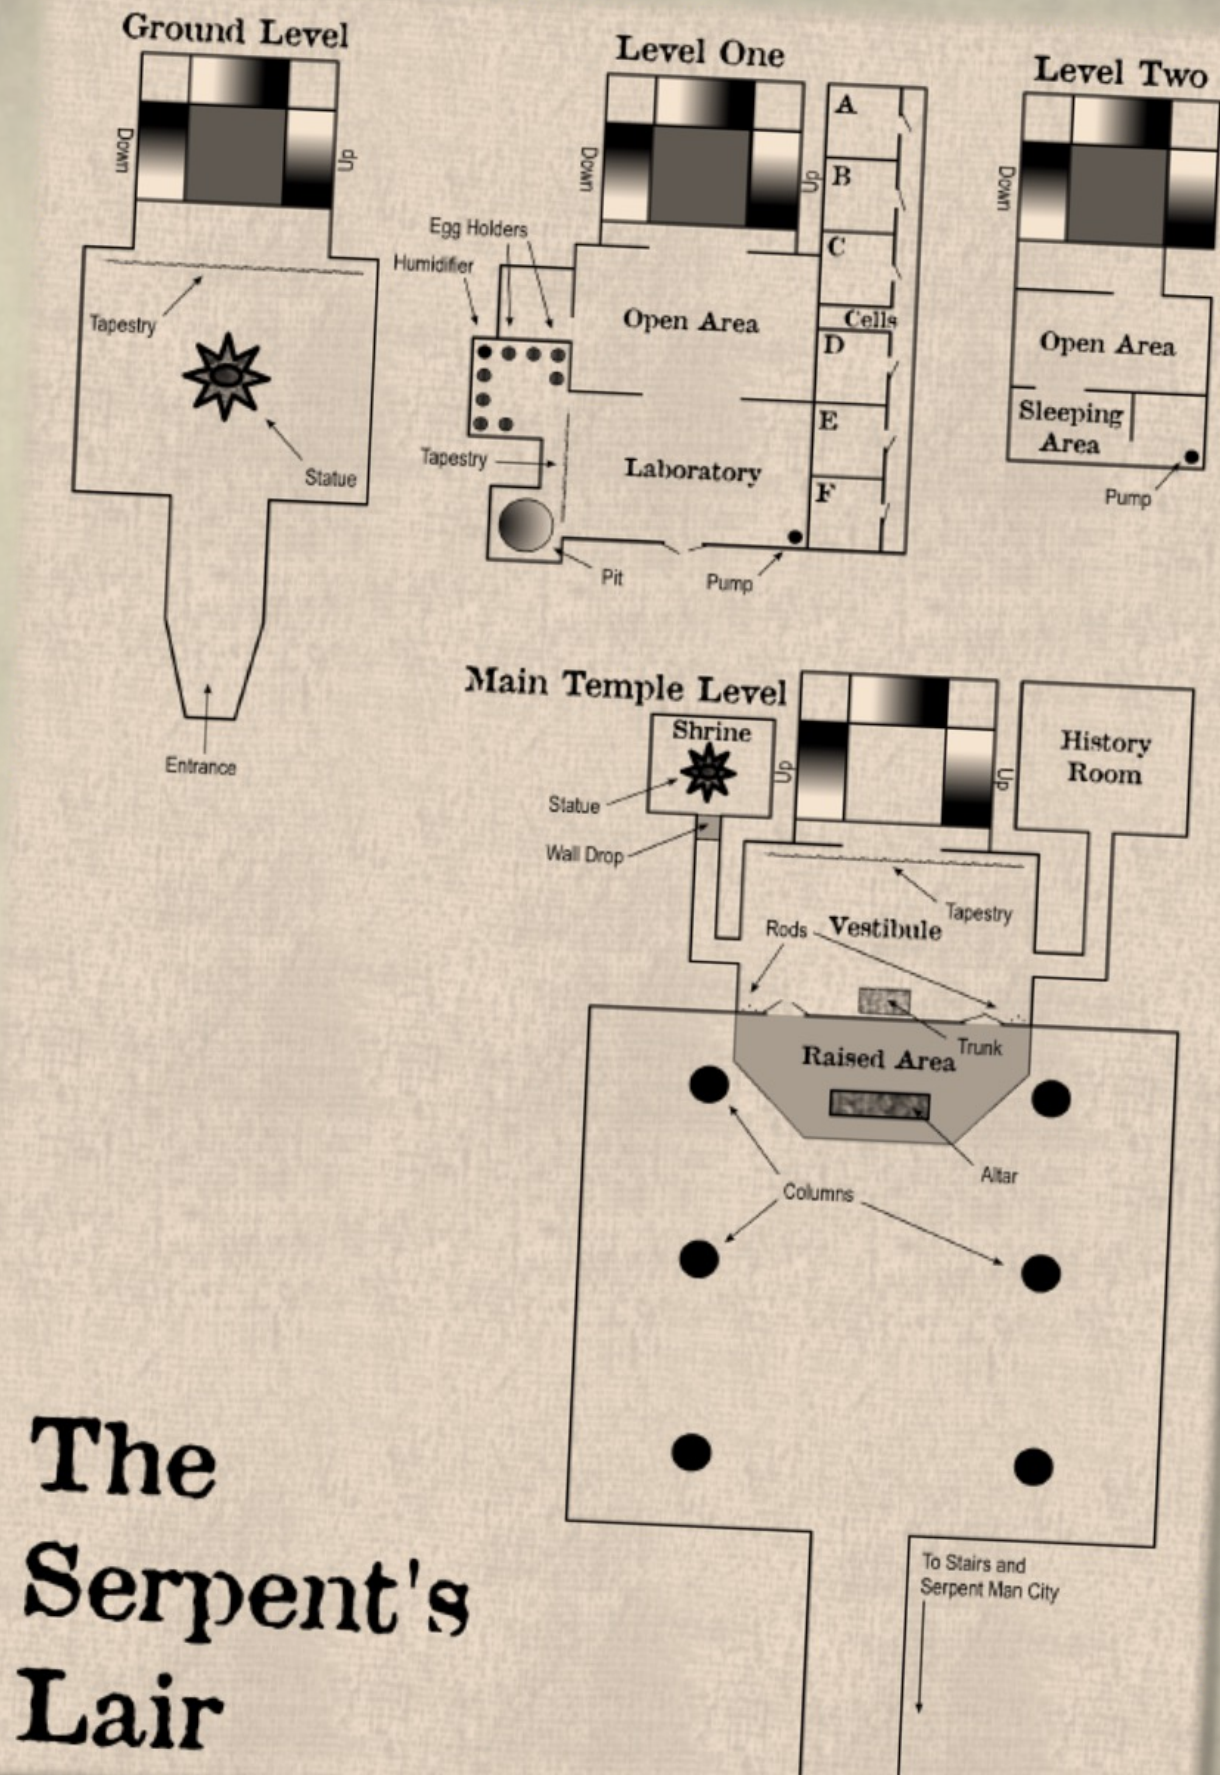 Ground Level
Down
Up
Tapestry
Statue
Entrance
Level One
Down
Up
Egg Holders
Humidifier
Open Area
Tapestry
Laboratory
Pit
Pump
A
B
C
Cells
D
E
F
Level Two
Down
Open Area
Sleeping
Area
Pump
Main Temple Level
Shrine
Statue
Wall Drop
Up
Up
History
Room
Tapestry
Rods
Vestibule
Trunk
Raised Area
Altar
Columns
To Stairs and
Serpent Man City
The
Serpent's
Lair